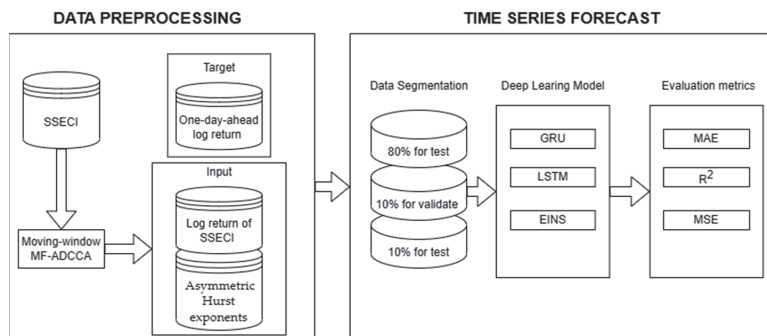 DATA PREPROCESSING
TIME SERIES FORECAST
SSECI
Moving-window
MF-ADCCA
Target
One-day-ahead
log return
Input
Log return of
SSECI
Asymmetric
Hurst
exponents
Data Segmentation
80% for test
10% for validate
10% for test
Deep Learing Model
GRU
LSTM
EINS
Evaluation metrics
MAE
R²
MSE